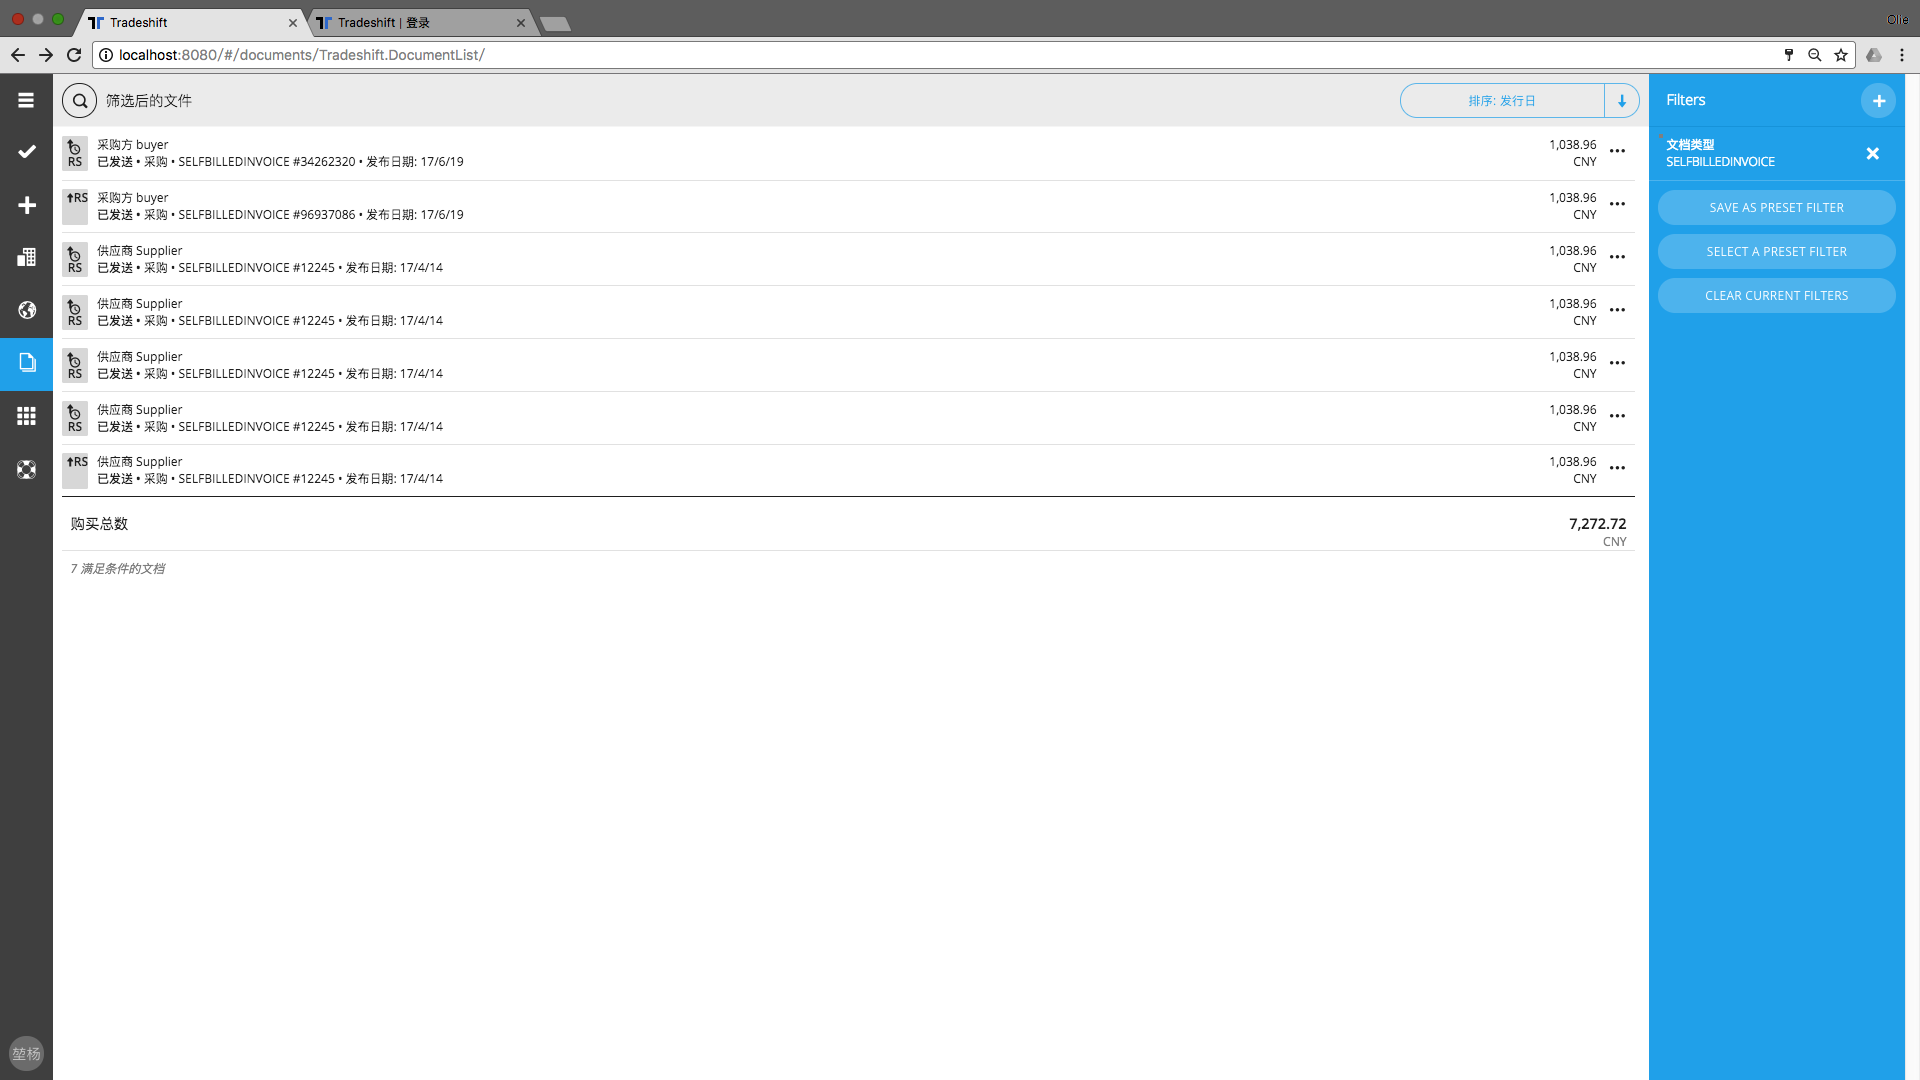 Tradeshift
Tradeshift | 登录
Olie
localhost:8080/#/documents/Tradeshift.DocumentList/
筛选后的文件
排序: 发行日
Filters
文档类型
SELFBILLEDINVOICE
SAVE AS PRESET FILTER
SELECT A PRESET FILTER
CLEAR CURRENT FILTERS
RS
采购方 buyer
已发送 • 采购 • SELFBILLEDINVOICE #34262320 • 发布日期: 17/6/19
1,038.96
CNY
RS
采购方 buyer
已发送 • 采购 • SELFBILLEDINVOICE #96937086 • 发布日期: 17/6/19
1,038.96
CNY
RS
供应商 Supplier
已发送 • 采购 • SELFBILLEDINVOICE #12245 • 发布日期: 17/4/14
1,038.96
CNY
RS
供应商 Supplier
已发送 • 采购 • SELFBILLEDINVOICE #12245 • 发布日期: 17/4/14
1,038.96
CNY
RS
供应商 Supplier
已发送 • 采购 • SELFBILLEDINVOICE #12245 • 发布日期: 17/4/14
1,038.96
CNY
RS
供应商 Supplier
已发送 • 采购 • SELFBILLEDINVOICE #12245 • 发布日期: 17/4/14
1,038.96
CNY
RS
供应商 Supplier
已发送 • 采购 • SELFBILLEDINVOICE #12245 • 发布日期: 17/4/14
1,038.96
CNY
购买总数
7,272.72
CNY
7 满足条件的文档
堃杨